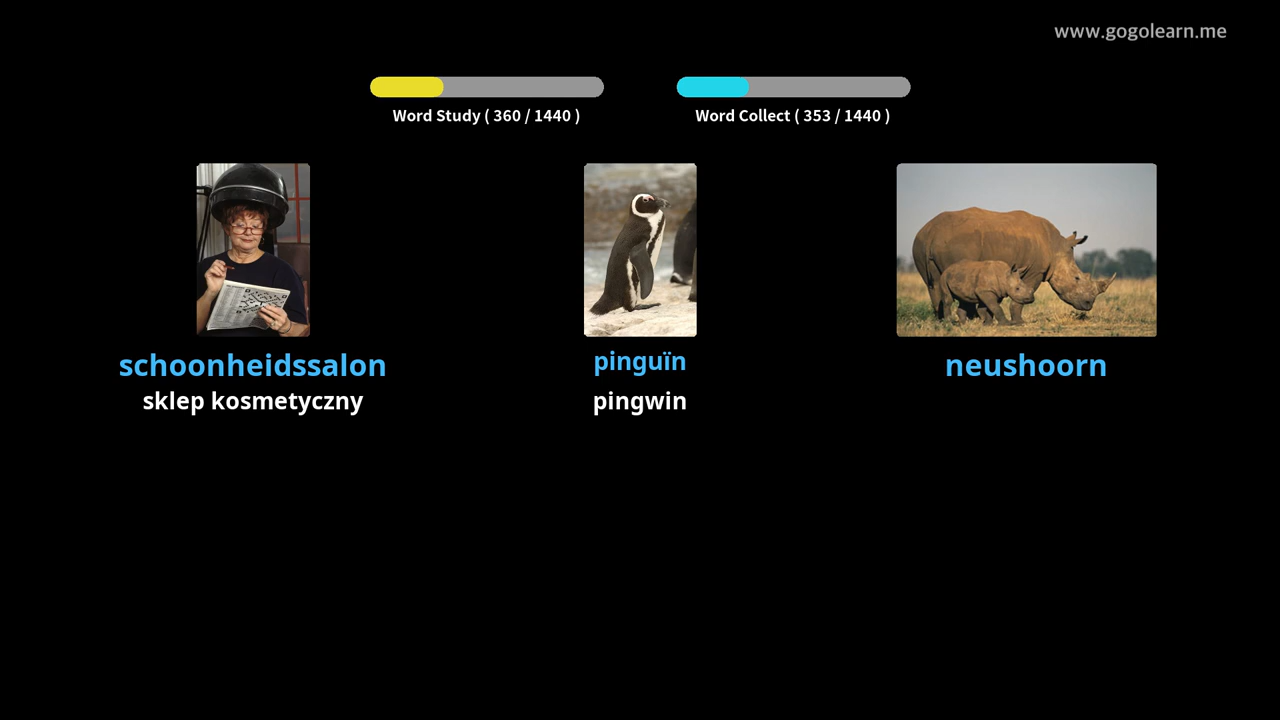 www.gogolearn.me
Word Study ( 360 / 1440 )
Word Collect ( 353 / 1440 )
schoonheidssalon
sklep kosmetyczny
pinguïn
pingwin
neushoorn